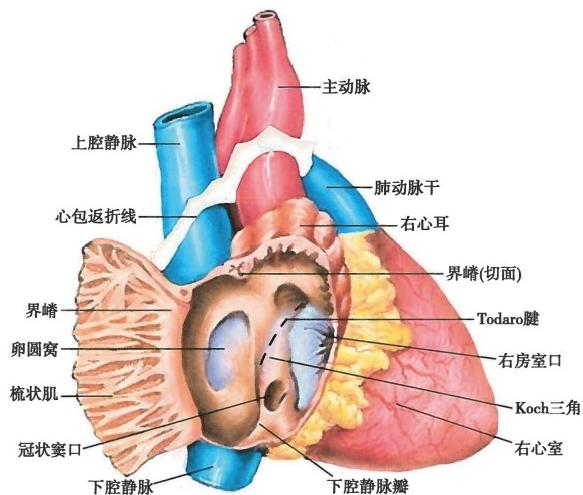 主动脉
上腔静脉
肺动脉干
心包返折线
右心耳
界嵴(切面)
界嵴
Todaro腱
卵圆窝
右房室口
梳状肌
Koch三角
冠状窦口
右心室
下腔静脉
下腔静脉瓣